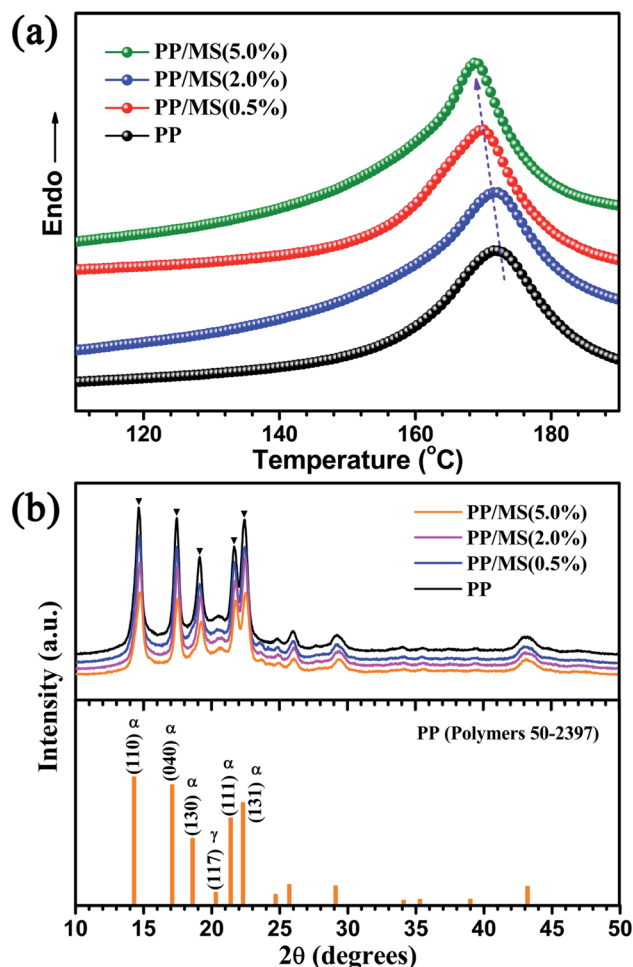 (a)
PP/MS(5.0%)
PP/MS(2.0%)
PP/MS(0.5%)
PP
Endo
120 140 160 180
Temperature (°C)
(b)
PP/MS(5.0%)
PP/MS(2.0%)
PP/MS(0.5%)
PP
Intensity (a.u.)
PP (Polymers 50-2397)
(110) α
(040) α
(130) α
(117) γ
(111) α
(131) α
10 15 20 25 30 35 40 45 50
2θ (degrees)